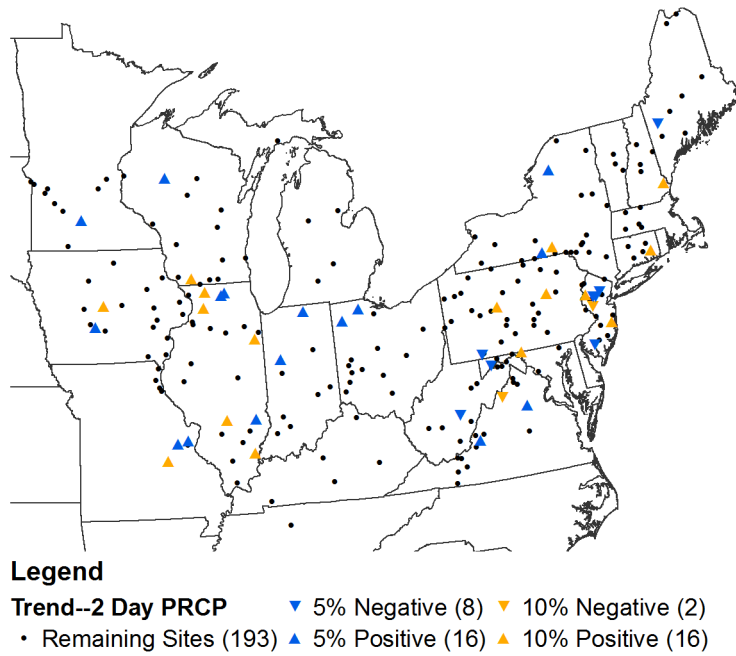 Legend
Trend--2 Day PRCP ▼ 5% Negative (8) ▼ 10% Negative (2)
• Remaining Sites (193) ▲ 5% Positive (16) ▲ 10% Positive (16)